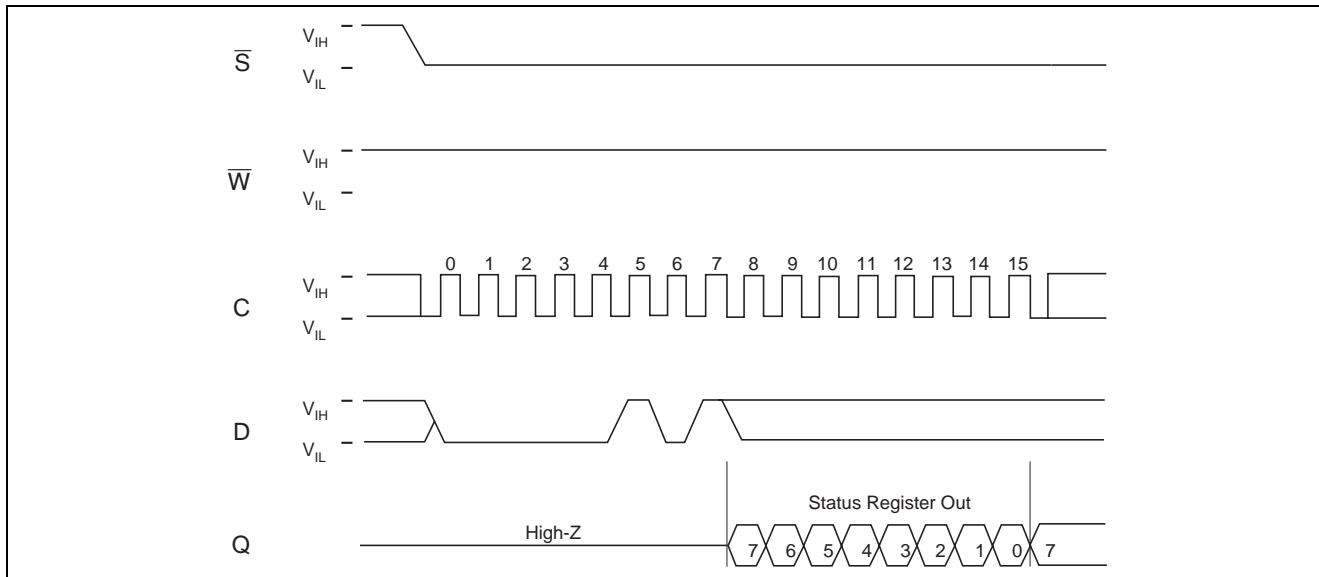 S̅
V_IH
V_IL
W̅
V_IH
V_IL
0 1 2 3 4 5 6 7 8 9 10 11 12 13 14 15
C
V_IH
V_IL
D
V_IH
V_IL
Status Register Out
Q
High-Z
7 6 5 4 3 2 1 0 7